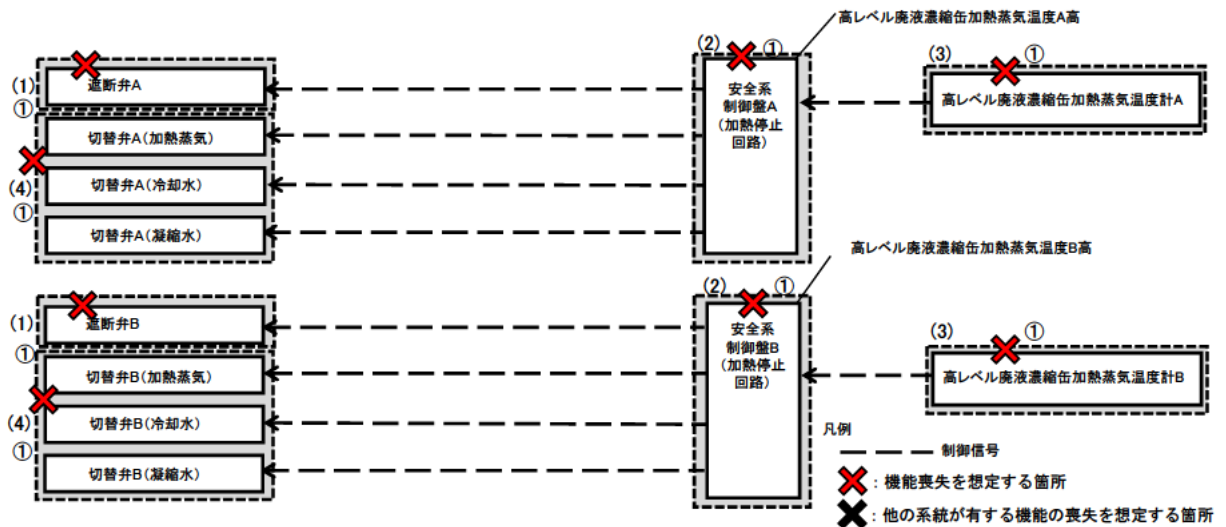 高レベル廃液濃縮缶加熱蒸気温度A高
(1)
①
遮断弁A
切替弁A(加熱蒸気)
(4)
①
切替弁A(冷却水)
切替弁A(凝縮水)
(2)
①
安全系
制御盤A
(加熱停止
回路)
(3)
①
高レベル廃液濃縮缶加熱蒸気温度計A
高レベル廃液濃縮缶加熱蒸気温度B高
(1)
①
遮断弁B
切替弁B(加熱蒸気)
(4)
①
切替弁B(冷却水)
切替弁B(凝縮水)
(2)
①
安全系
制御盤B
(加熱停止
回路)
(3)
①
高レベル廃液濃縮缶加熱蒸気温度計B
凡例
制御信号
:機能喪失を想定する箇所
:他の系統が有する機能の喪失を想定する箇所